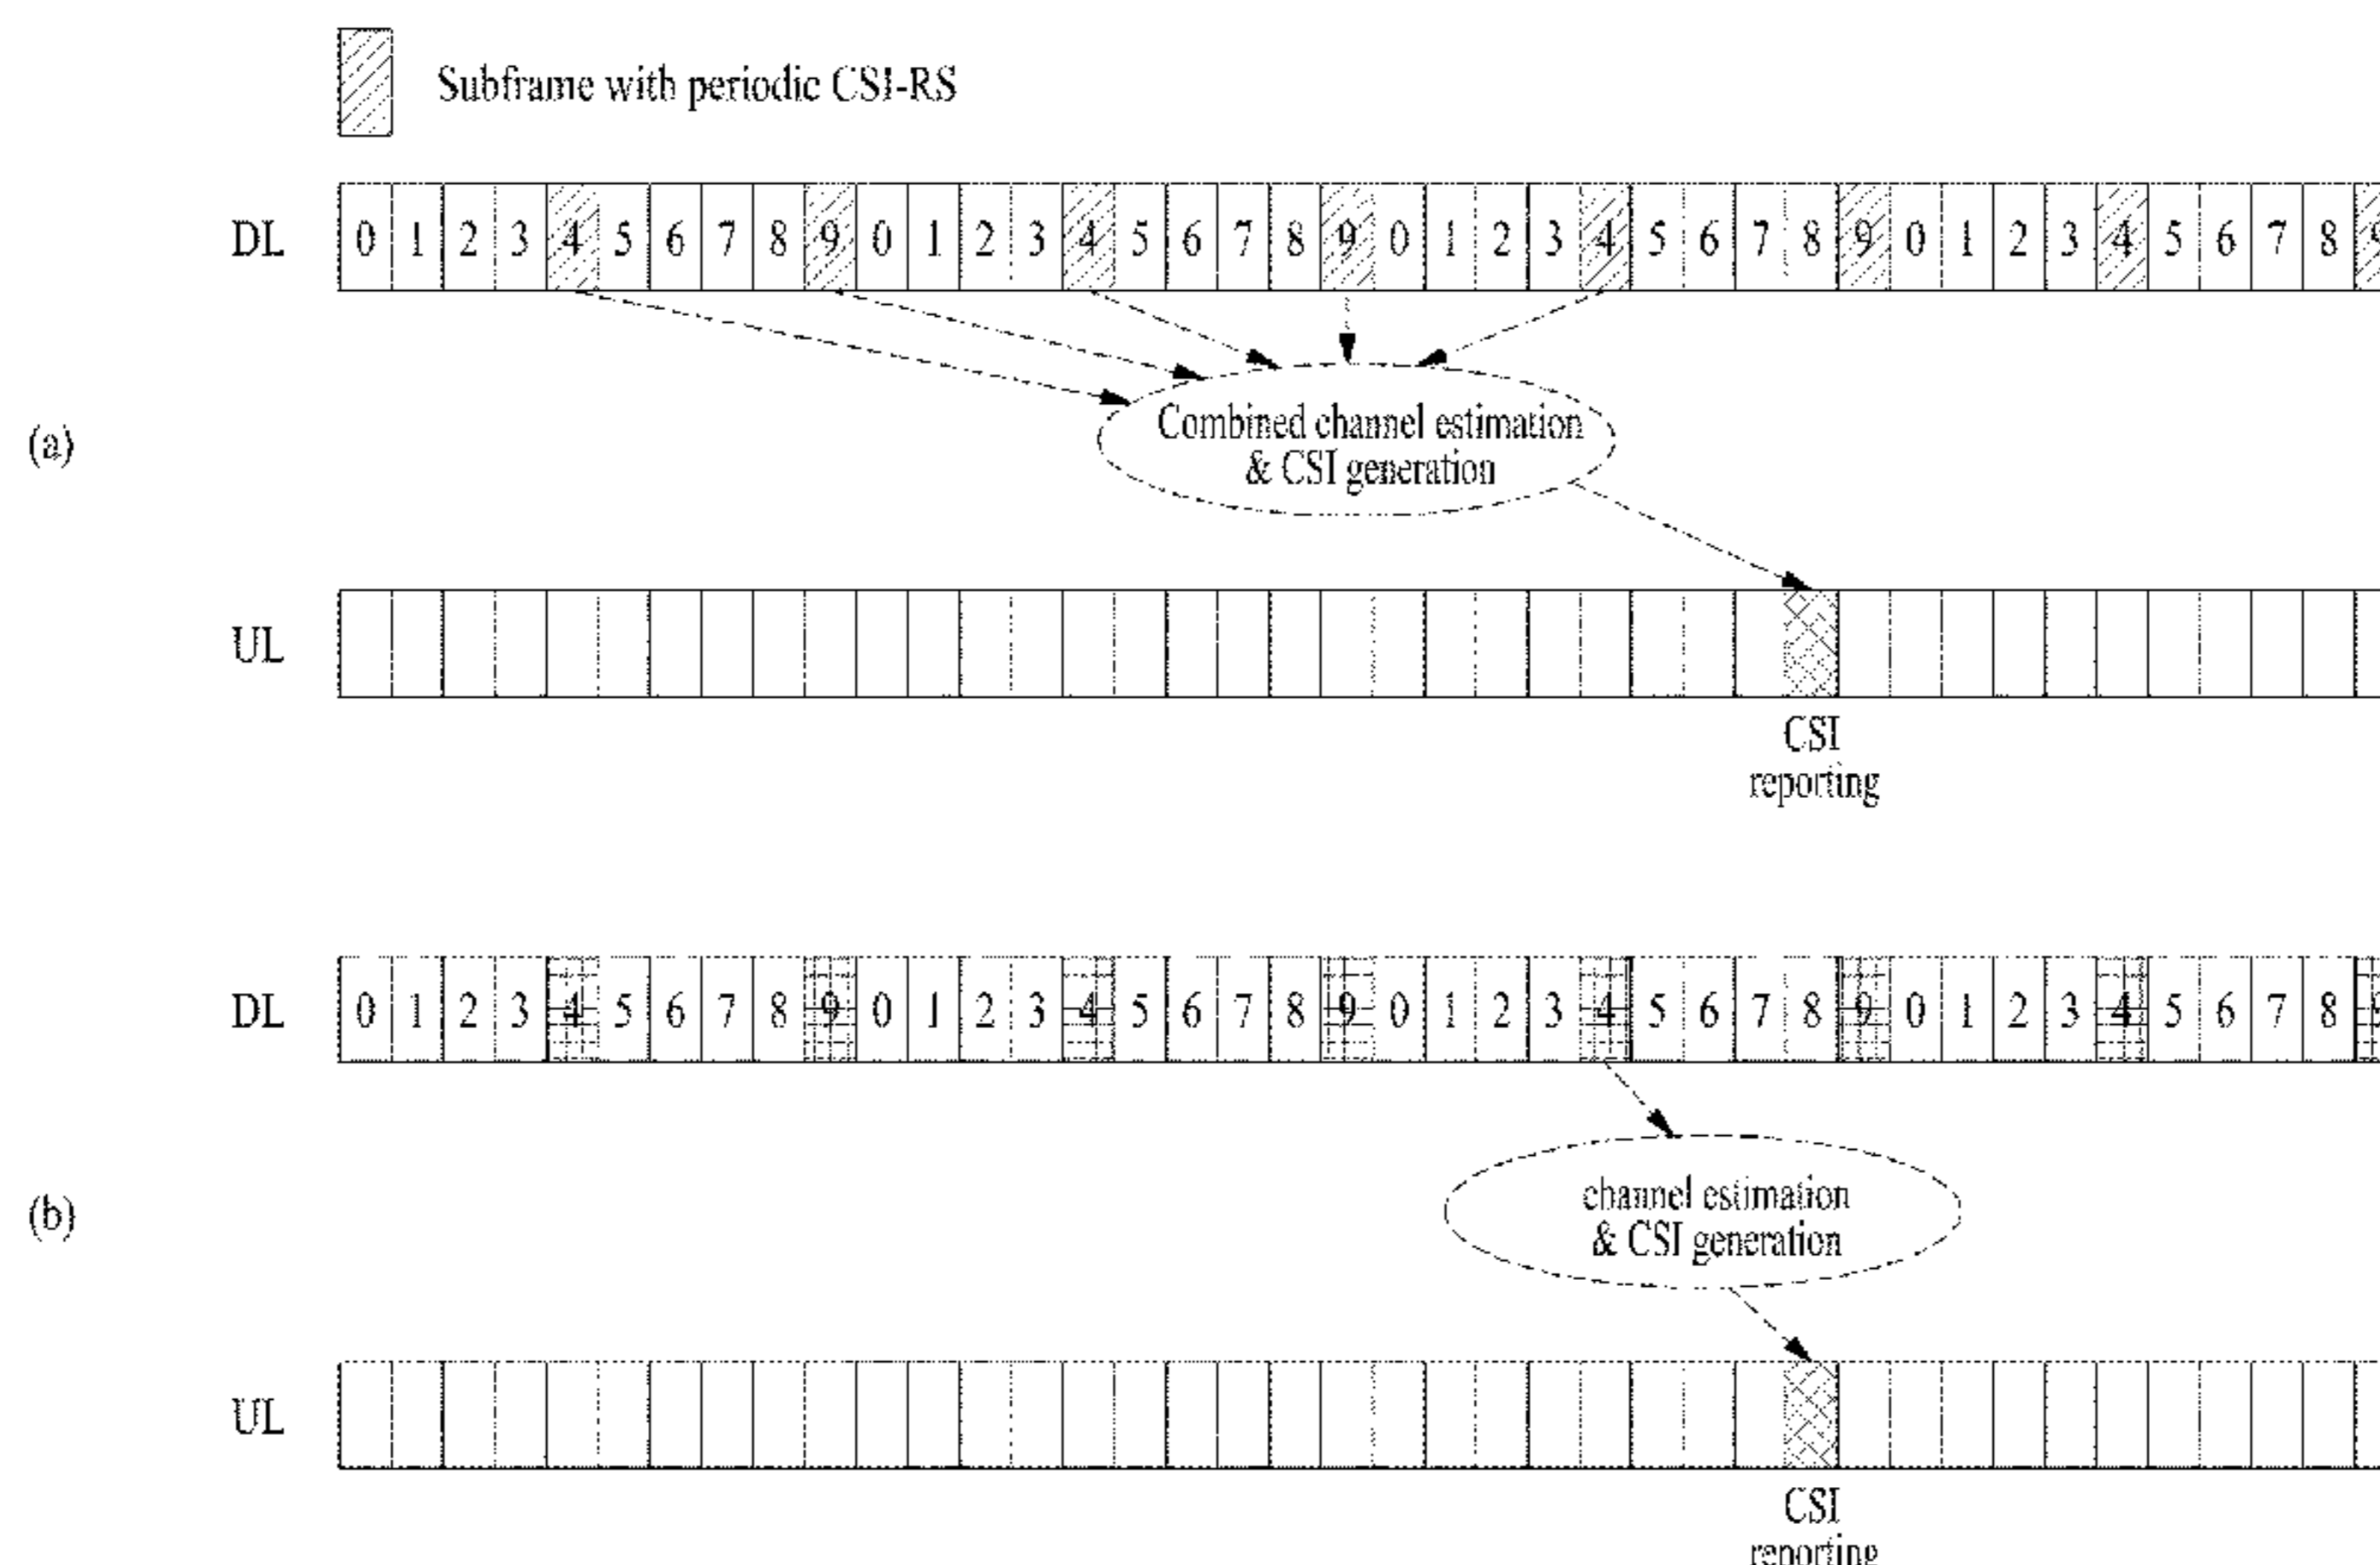 Subframe with periodic CSI-RS
DL 0 1 2 3 4 5 6 7 8 9 0 1 2 3 4 5 6 7 8 9 0 1 2 3 4 5 6 7 8 9 0 1 2 3 4 5 6 7 8
(a)
Combined channel estimation
& CSI generation
UL
CSI
reporting
DL 0 1 2 3 4 5 6 7 8 9 0 1 2 3 4 5 6 7 8 9 0 1 2 3 4 5 6 7 8 9 0 1 2 3 4 5 6 7 8
(b)
channel estimation
& CSI generation
UL
CSI
reporting